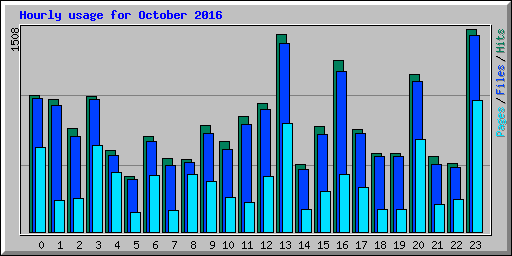 Hourly usage for October 2016
1508
Pages / Files / Hits
0 1 2 3 4 5 6 7 8 9 10 11 12 13 14 15 16 17 18 19 20 21 22 23